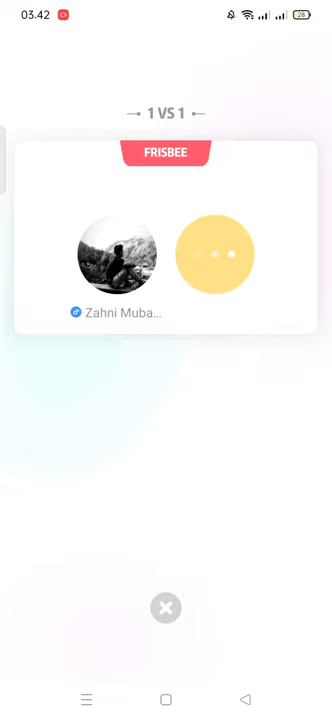 03.42
28
1 VS 1
FRISBEE
Zahni Muba...